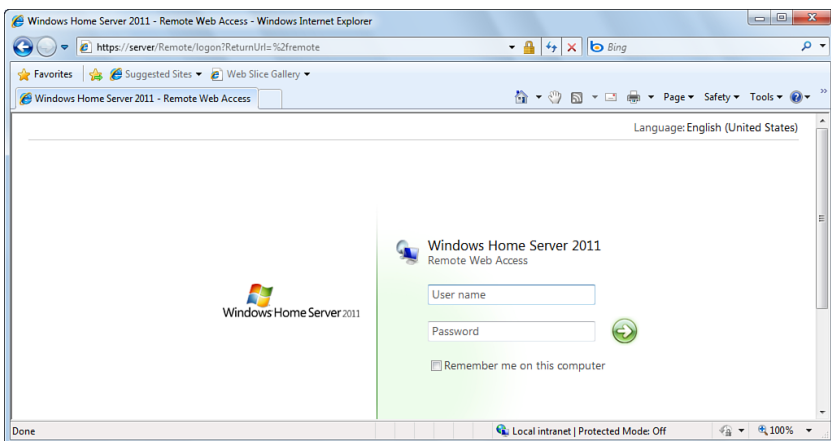 Windows Home Server 2011 - Remote Web Access - Windows Internet Explorer
https://server/Remote/logon?ReturnUrl=%2fremote
Bing
Favorites Suggested Sites Web Slice Gallery
Windows Home Server 2011 - Remote Web Access
Page Safety Tools
Language: English (United States)
Windows Home Server 2011
Remote Web Access
User name
Windows Home Server 2011
Password
Remember me on this computer
Done Local intranet | Protected Mode: Off 100%